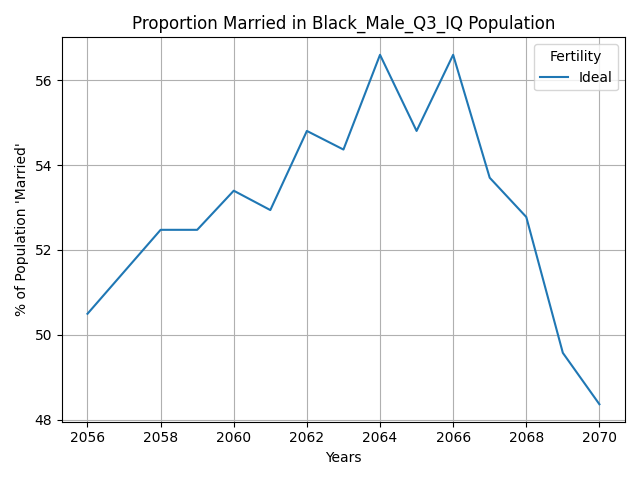 Proportion Married in Black_Male_Q3_IQ Population
Fertility
Ideal
% of Population 'Married'
56
54
52
50
48
2056 2058 2060 2062 2064 2066 2068 2070
Years